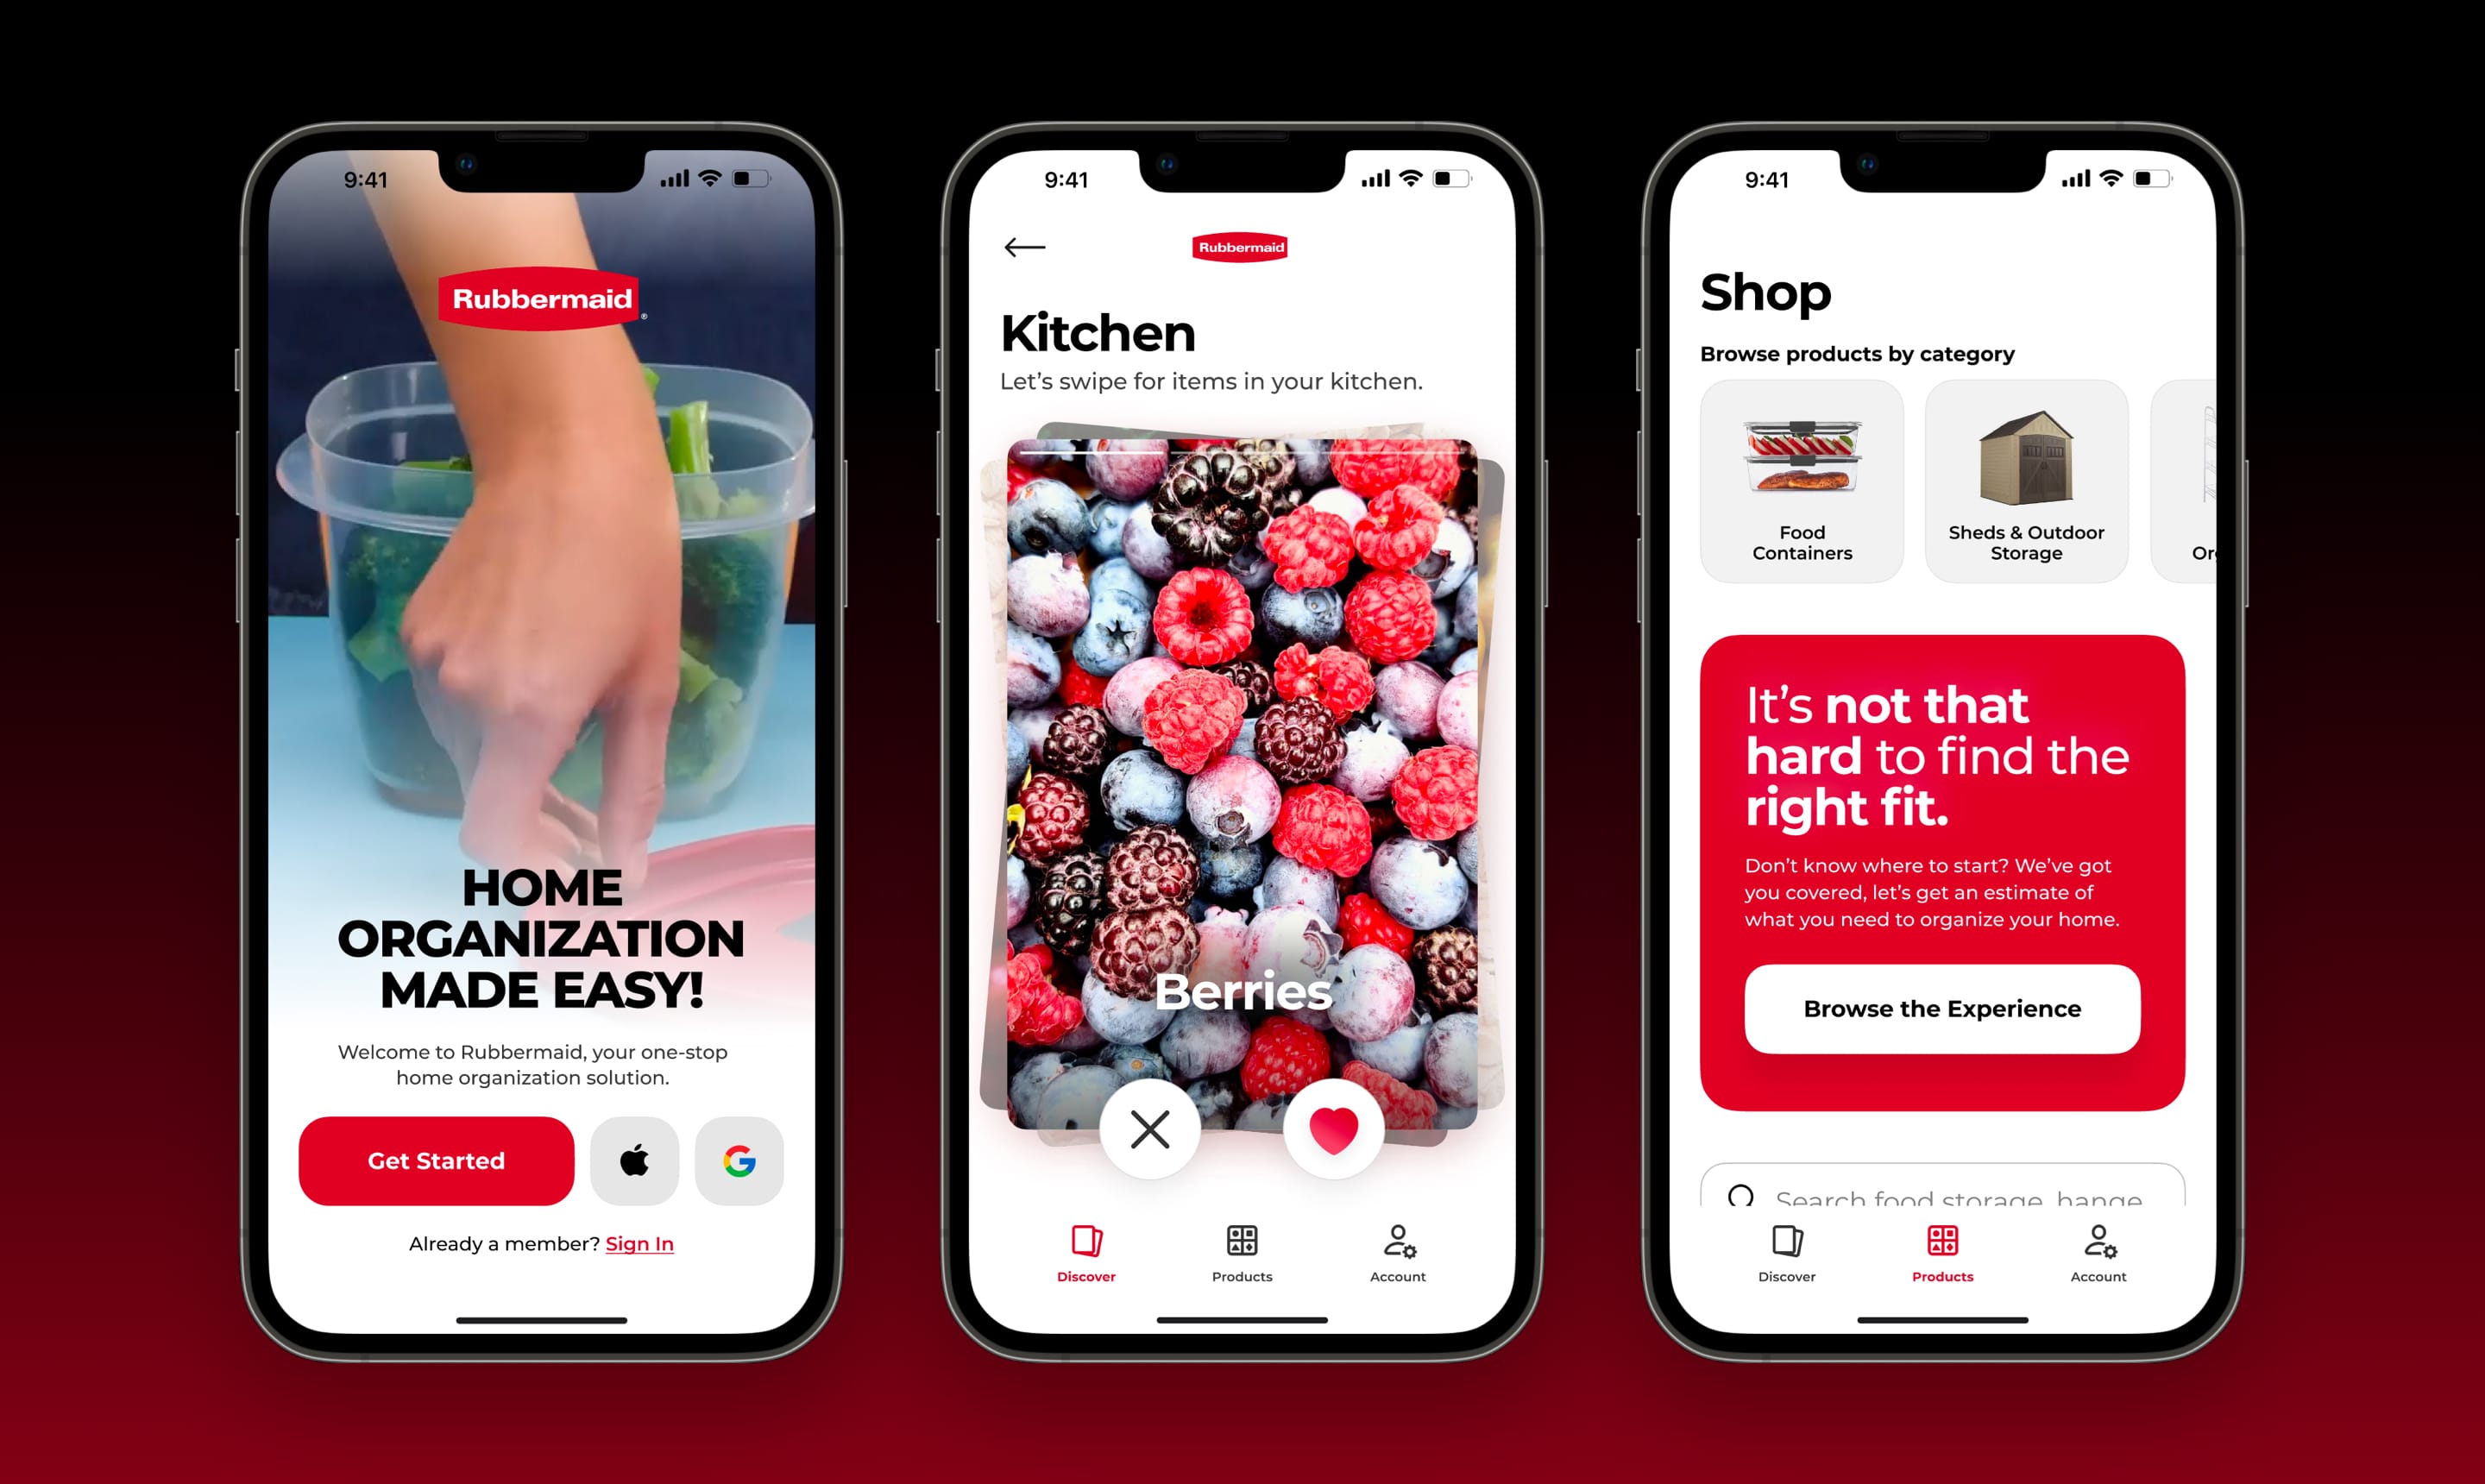 9:41
Rubbermaid®
HOME
ORGANIZATION
MADE EASY!
Welcome to Rubbermaid, your one-stop
home organization solution.
Get Started
Already a member? Sign In
9:41
Rubbermaid
Kitchen
Let’s swipe for items in your kitchen.
Berries
Discover
Products
Account
9:41
Shop
Browse products by category
Food
Containers
Sheds & Outdoor
Storage
It’s not that
hard to find the
right fit.
Don’t know where to start? We’ve got
you covered, let’s get an estimate of
what you need to organize your home.
Browse the Experience
Search food storage, hange
Discover
Products
Account